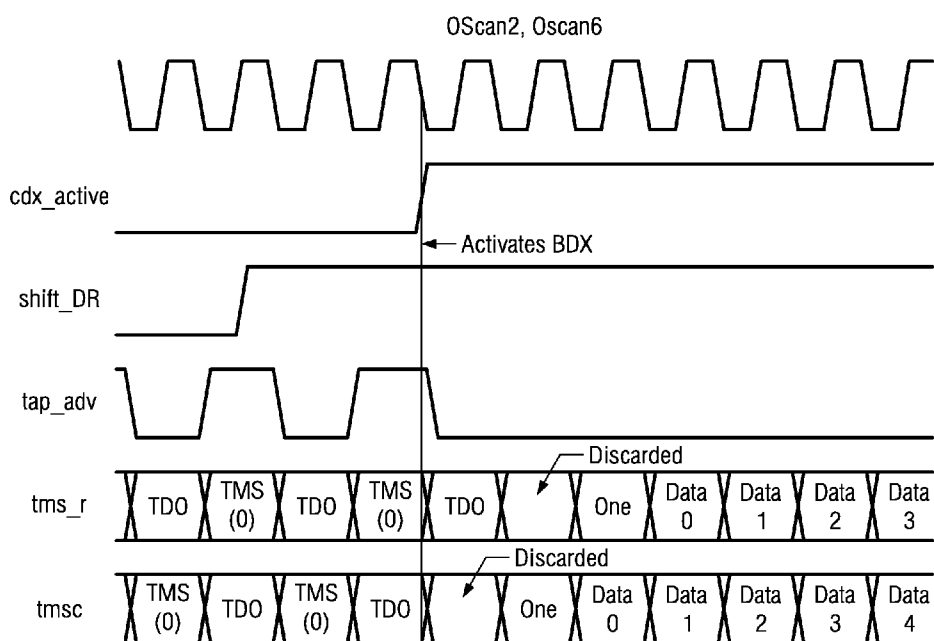 OScan2, Oscan6
cdx_active
Activates BDX
shift_DR
tap_adv
Discarded
tms_r TDO TMS (0) TDO TMS (0) TDO One Data 0 Data 1 Data 2 Data 3
Discarded
tmsc TMS (0) TDO TMS (0) TDO One Data 0 Data 1 Data 2 Data 3 Data 4